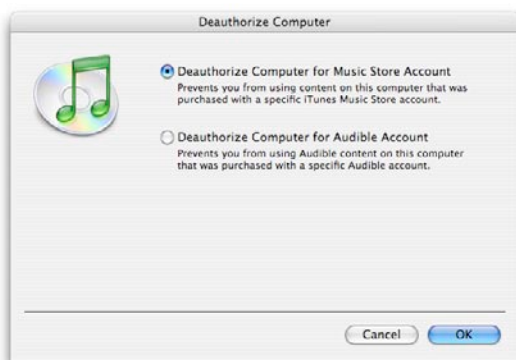 Deauthorize Computer
Deauthorize Computer for Music Store Account
Prevents you from using content on this computer that was
purchased with a specific iTunes Music Store account.
Deauthorize Computer for Audible Account
Prevents you from using Audible content on this computer
that was purchased with a specific Audible account.
Cancel
OK